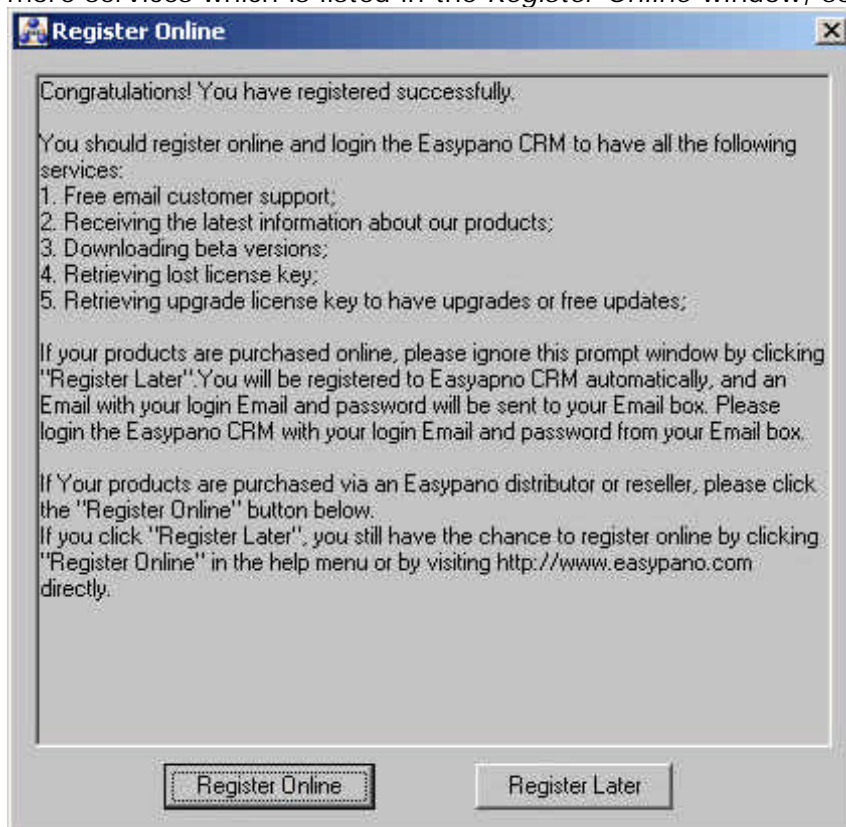 more services which is listed in the Register Online window, se
Register Online
Congratulations! You have registered successfully.
You should register online and login the Easypano CRM to have all the following
services:
1. Free email customer support;
2. Receiving the latest information about our products;
3. Downloading beta versions;
4. Retrieving lost license key;
5. Retrieving upgrade license key to have upgrades or free updates;
If your products are purchased online, please ignore this prompt window by clicking
"Register Later".You will be registered to Easyapno CRM automatically, and an
Email with your login Email and password will be sent to your Email box. Please
login the Easypano CRM with your login Email and password from your Email box.
If Your products are purchased via an Easypano distributor or reseller, please click
the "Register Online" button below.
If you click "Register Later", you still have the chance to register online by clicking
"Register Online" in the help menu or by visiting http://www.easypano.com
directly.
Register Online
Register Later